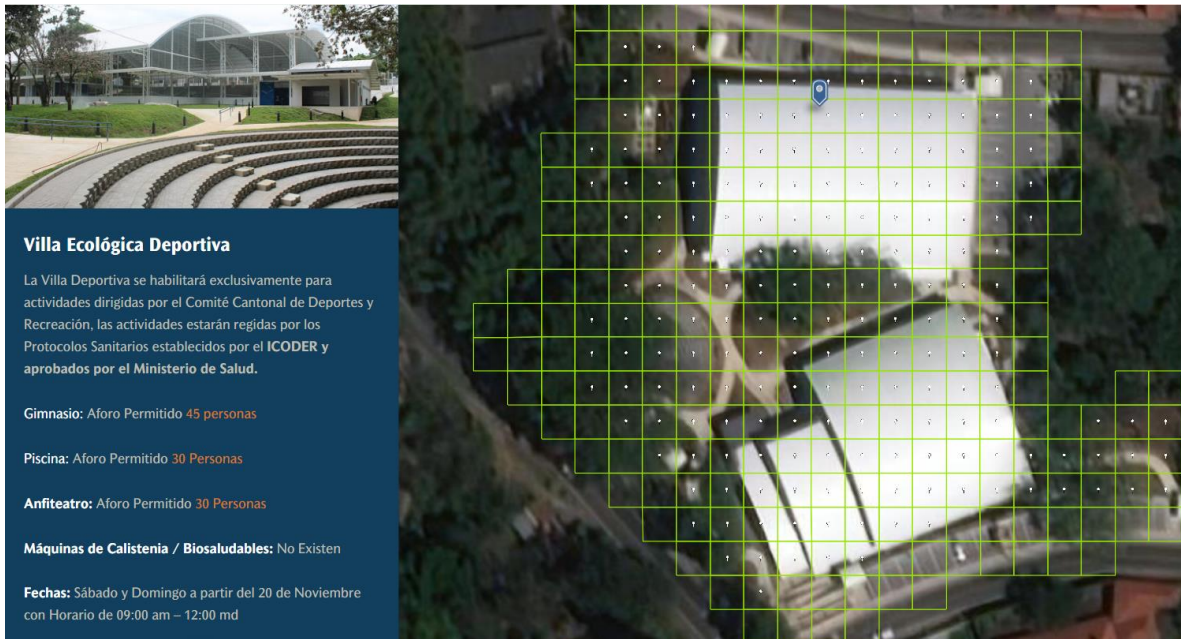 Villa Ecológica Deportiva
La Villa Deportiva se habilitará exclusivamente para
actividades dirigidas por el Comité Cantonal de Deportes y
Recreación, las actividades estarán regidas por los
Protocolos Sanitarios establecidos por el ICODER y
aprobados por el Ministerio de Salud.
Gimnasio: Aforo Permitido 45 personas
Piscina: Aforo Permitido 30 Personas
Anfiteatro: Aforo Permitido 30 Personas
Máquinas de Calistenia / Biosaludables: No Existen
Fechas: Sábado y Domingo a partir del 20 de Noviembre
con Horario de 09:00 am – 12:00 md